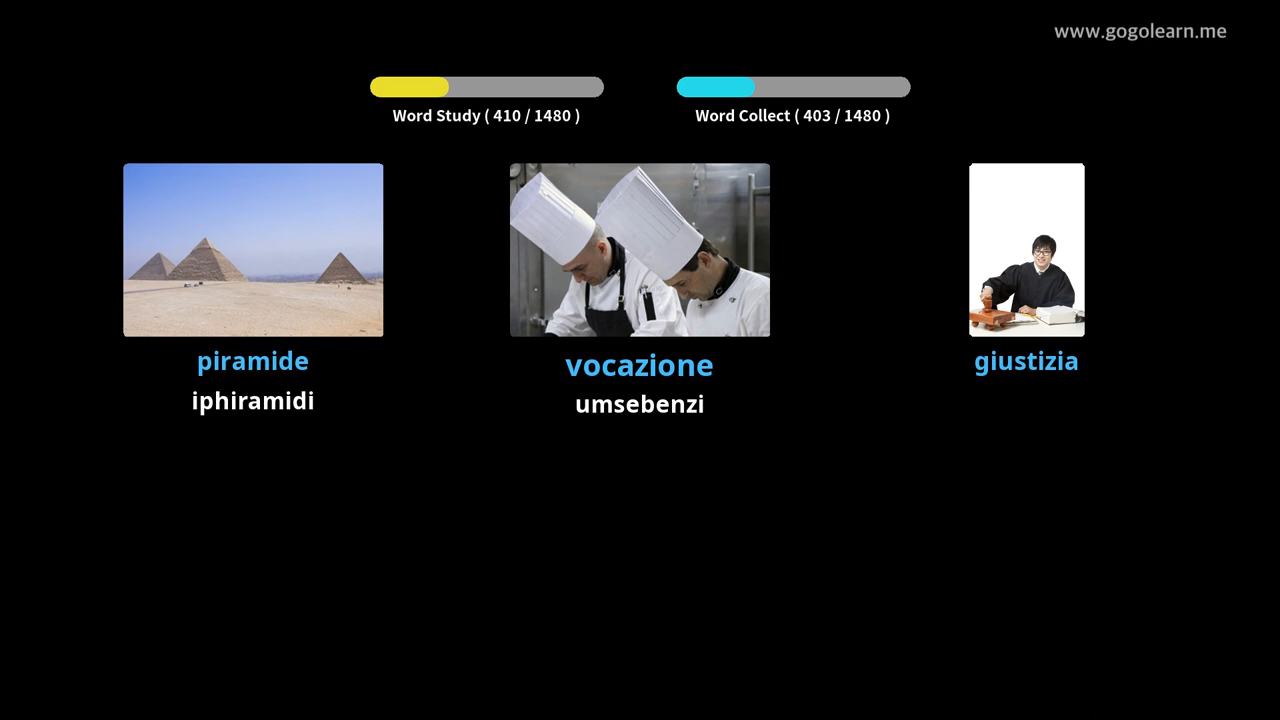 www.gogolearn.me
Word Study ( 410 / 1480 )
Word Collect ( 403 / 1480 )
piramide
iphiramidi
vocazione
umsebenzi
giustizia